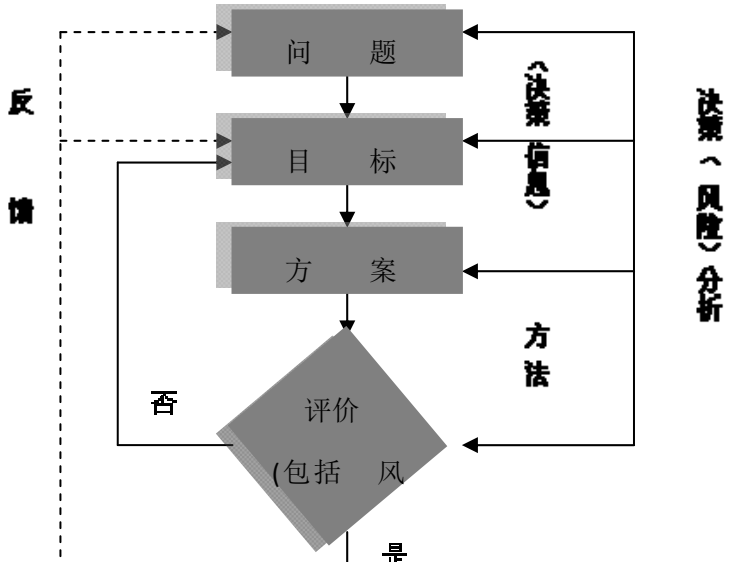 问 题
目 标
方 案
评价
(包括 风
否
是
反 馈
(决策 信息)
方法
决策(风险)分析